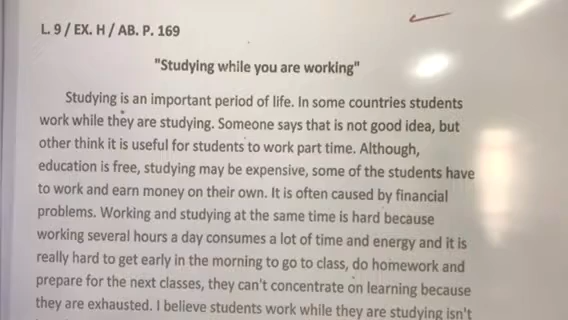 L. 9 / EX. H / AB. P. 169
"Studying while you are working"
Studying is an important period of life. In some countries students
work while they are studying. Someone says that is not good idea, but
other think it is useful for students to work part time. Although,
education is free, studying may be expensive, some of the students have
to work and earn money on their own. It is often caused by financial
problems. Working and studying at the same time is hard because
working several hours a day consumes a lot of time and energy and it is
really hard to get early in the morning to go to class, do homework and
prepare for the next classes, they can't concentrate on learning because
they are exhausted. I believe students work while they are studying isn't